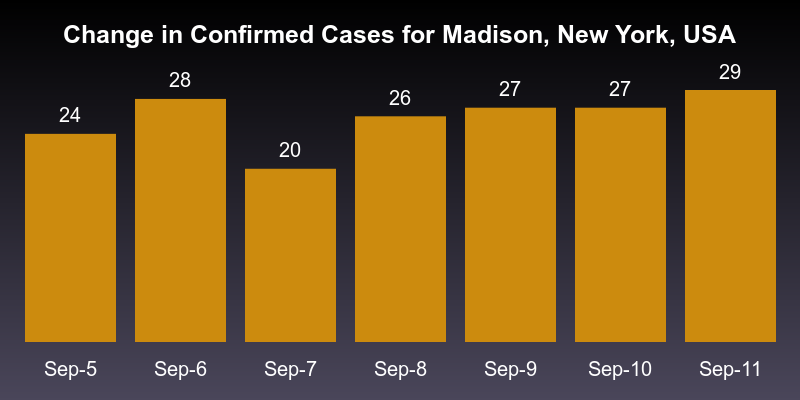 Change in Confirmed Cases for Madison, New York, USA
24 28 20 26 27 27 29
Sep-5 Sep-6 Sep-7 Sep-8 Sep-9 Sep-10 Sep-11